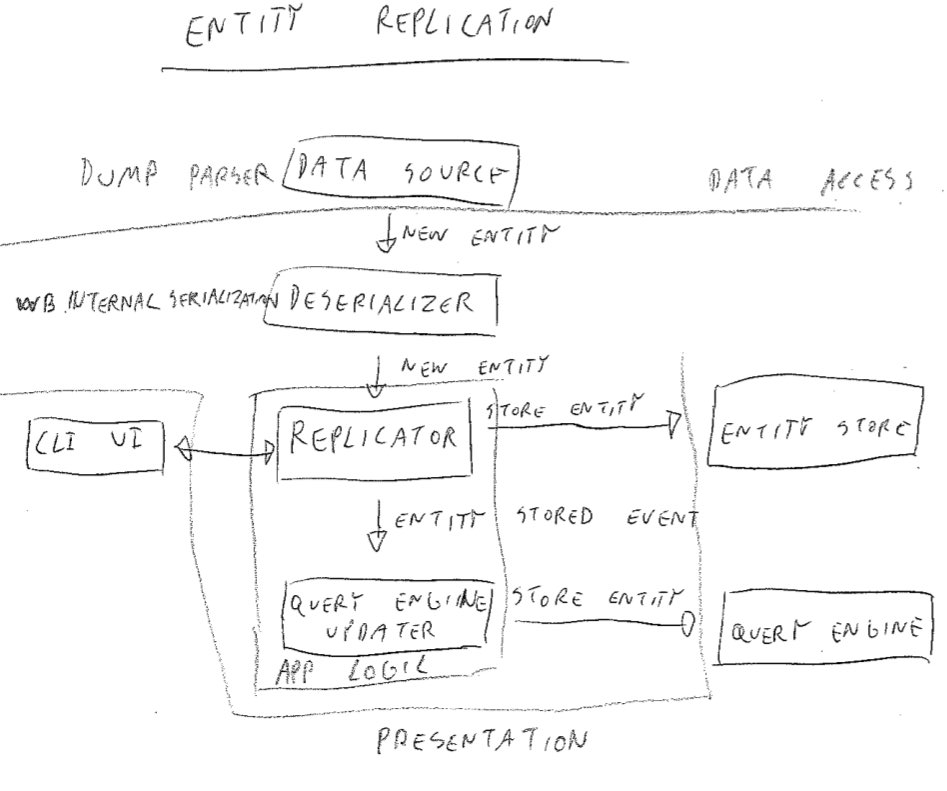 ENTITY REPLICATION
DUMP PARSER DATA SOURCE DATA ACCESS
NEW ENTITY
WB INTERNAL SERIALIZATION DESERIALIZER
NEW ENTITY
CLI UI REPLICATOR STORE ENTITY ENTITY STORE
ENTITY STORED EVENT
QUERY ENGIINE STORE ENTITY QUERY ENGINE
UPDATER
APP LOGIC
PRESENTATION